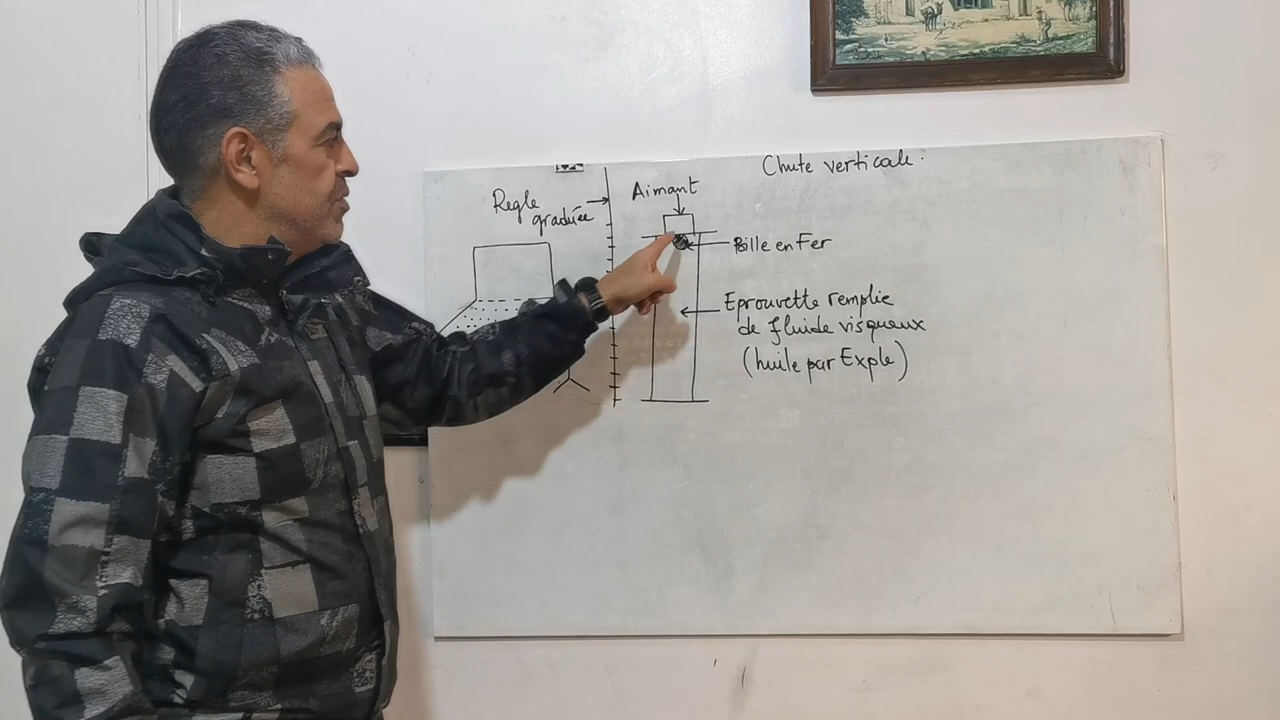 Chute verticale.
Regle
graduée
Aimant
Bille en Fer
Eprouvette remplie
de fluide visqueux
(huile par Exple)